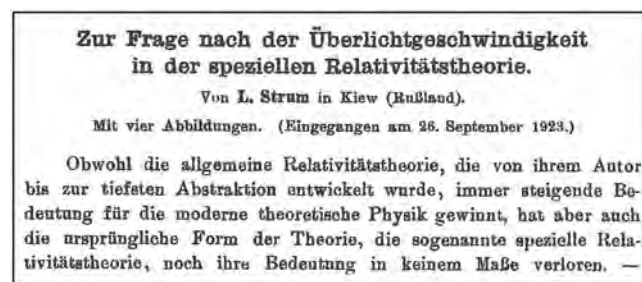 Zur Frage nach der Überlichtgeschwindigkeit
in der speziellen Relativitätstheorie.
Von L. Strum in Kiew (Rußland).
Mit vier Abbildungen. (Eingegangen am 26. September 1923.)
Obwohl die allgemeine Relativitätstheorie, die von ihrem Autor
bis zur tiefsten Abstraktion entwickelt wurde, immer steigende Be-
deutung für die moderne theoretische Physik gewinnt, hat aber auch
die ursprüngliche Form der Theorie, die sogenannte spezielle Rela-
tivitätstheorie, noch ihre Bedeutung in keinem Maße verloren. —